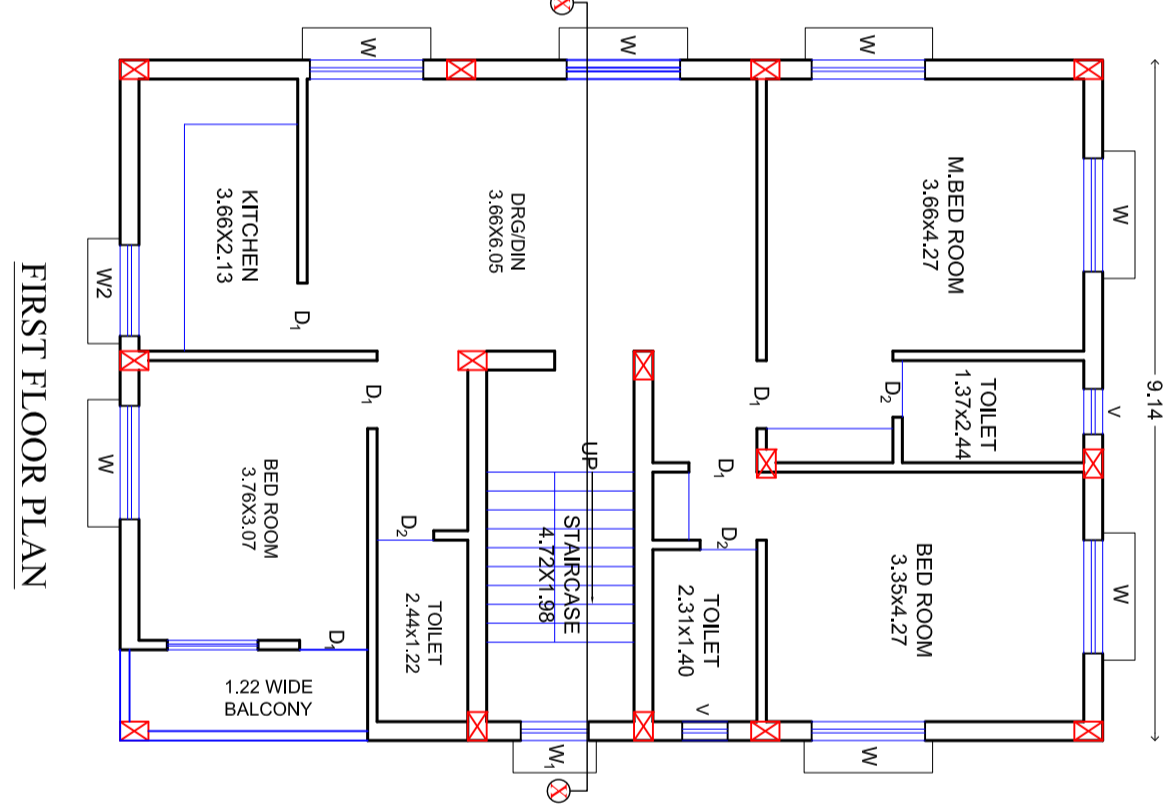 W
W
W
M.BED ROOM
3.66x4.27
W
DRG/DIN
3.66X6.05
KITCHEN
3.66X2.13
W2
D1
TOILET
1.37x2.44
V
9.14
D2
D1
D1
UP
D1
W
BED ROOM
3.76X3.07
D2
STAIRCASE
4.72X1.98
D2
BED ROOM
3.35x4.27
W
TOILET
2.44x1.22
TOILET
2.31x1.40
D1
1.22 WIDE
BALCONY
V
W1
W
FIRST FLOOR PLAN